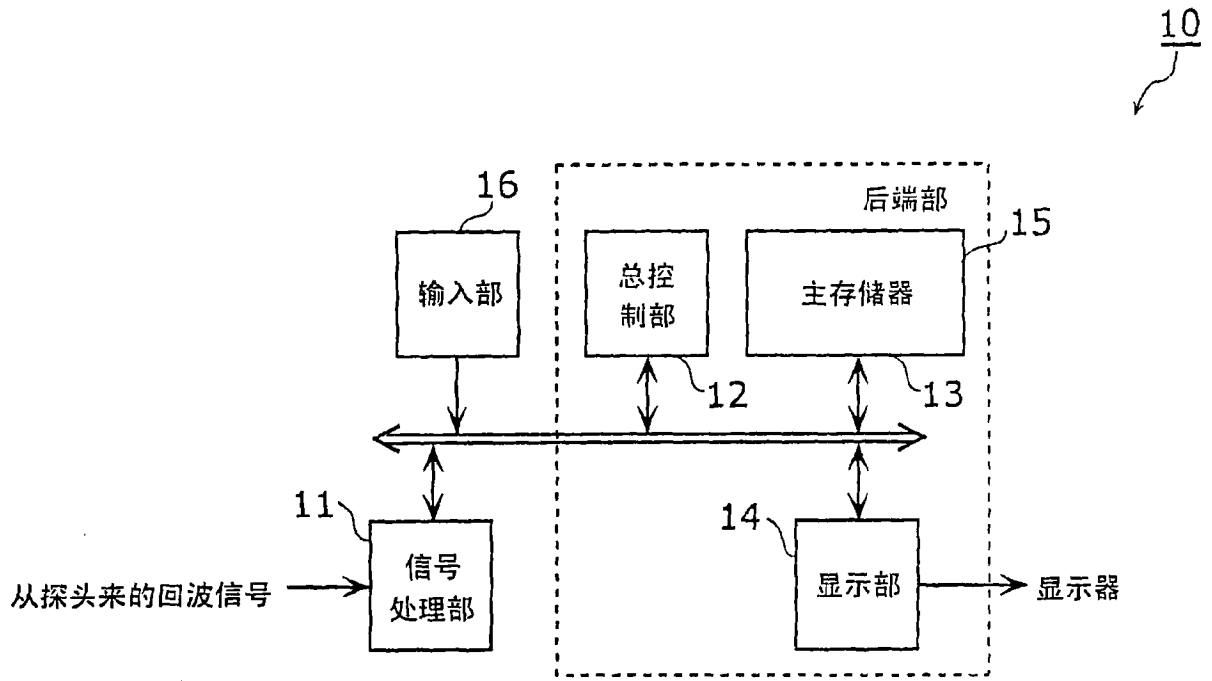 10
16
后端部
15
输入部
总控
制部
主存储器
12
13
11
14
信号
处理部
从探头来的回波信号
显示部
显示器